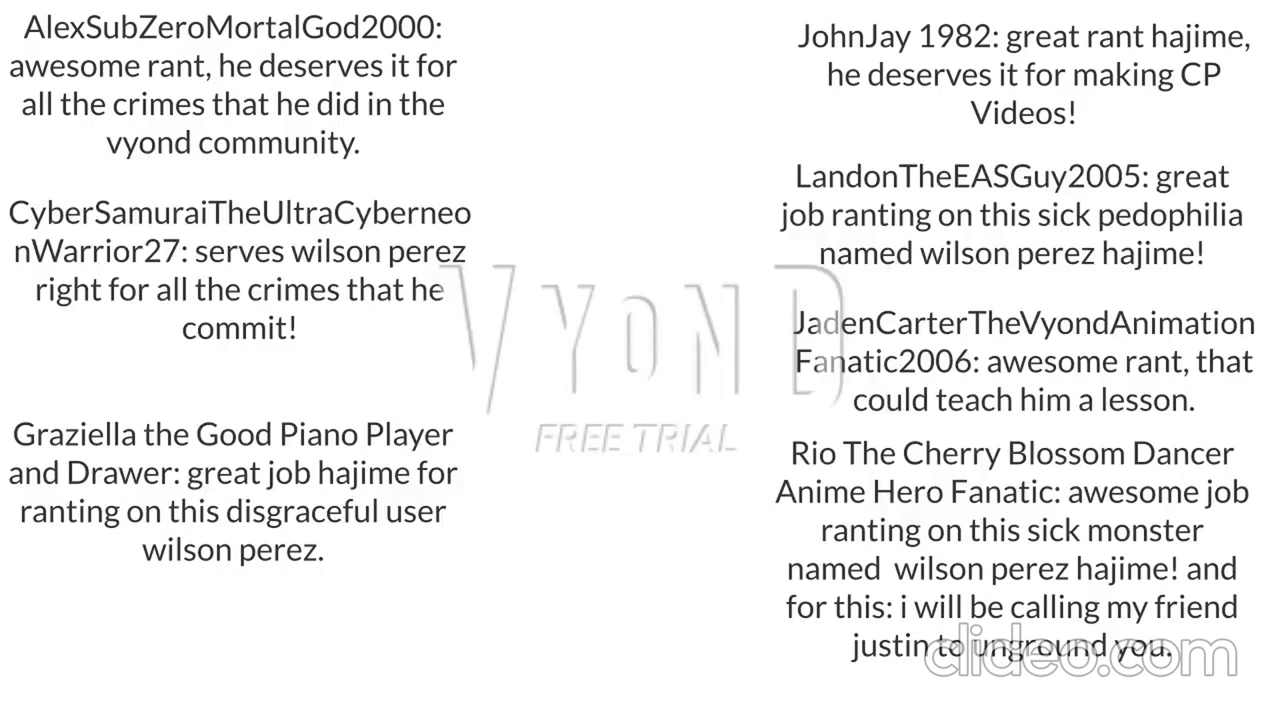 AlexSubZeroMortalGod2000:
awesome rant, he deserves it for
all the crimes that he did in the
vyond community.
CyberSamuraiTheUltraCyberneo
nWarrior27: serves wilson perez
right for all the crimes that he
commit!
Graziella the Good Piano Player
and Drawer: great job hajime for
ranting on this disgraceful user
wilson perez.
VYOND
FREE TRIAL
JohnJay 1982: great rant hajime,
he deserves it for making CP
Videos!
LandonTheEASGuy2005: great
job ranting on this sick pedophilia
named wilson perez hajime!
JadenCarterTheVyondAnimation
Fanatic2006: awesome rant, that
could teach him a lesson.
Rio The Cherry Blossom Dancer
Anime Hero Fanatic: awesome job
ranting on this sick monster
named  wilson perez hajime! and
for this: i will be calling my friend
justin to unground you.
clideo.com